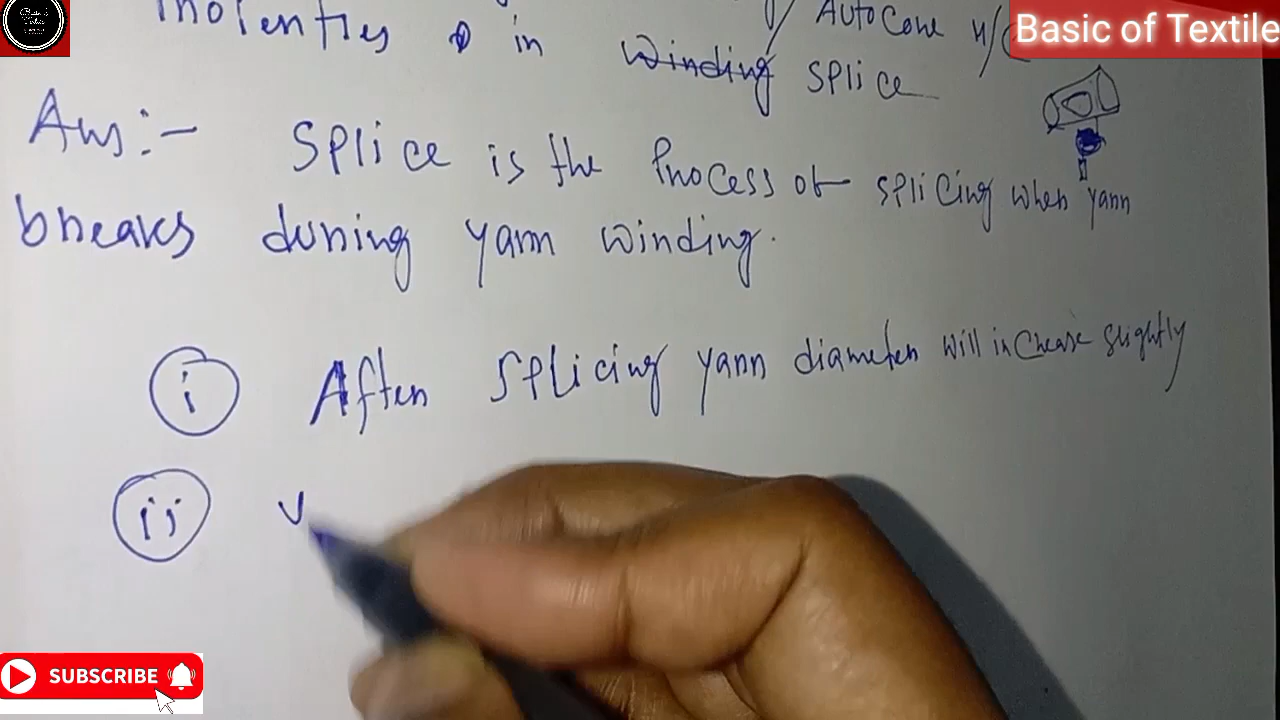 Basic of Textile
AutoCone M/C
in winding splice
Ans:- Splice is the Process of splicing when yarn
breaks during yarn winding.
i After splicing yarn diameter will increase slightly
ii
SUBSCRIBE